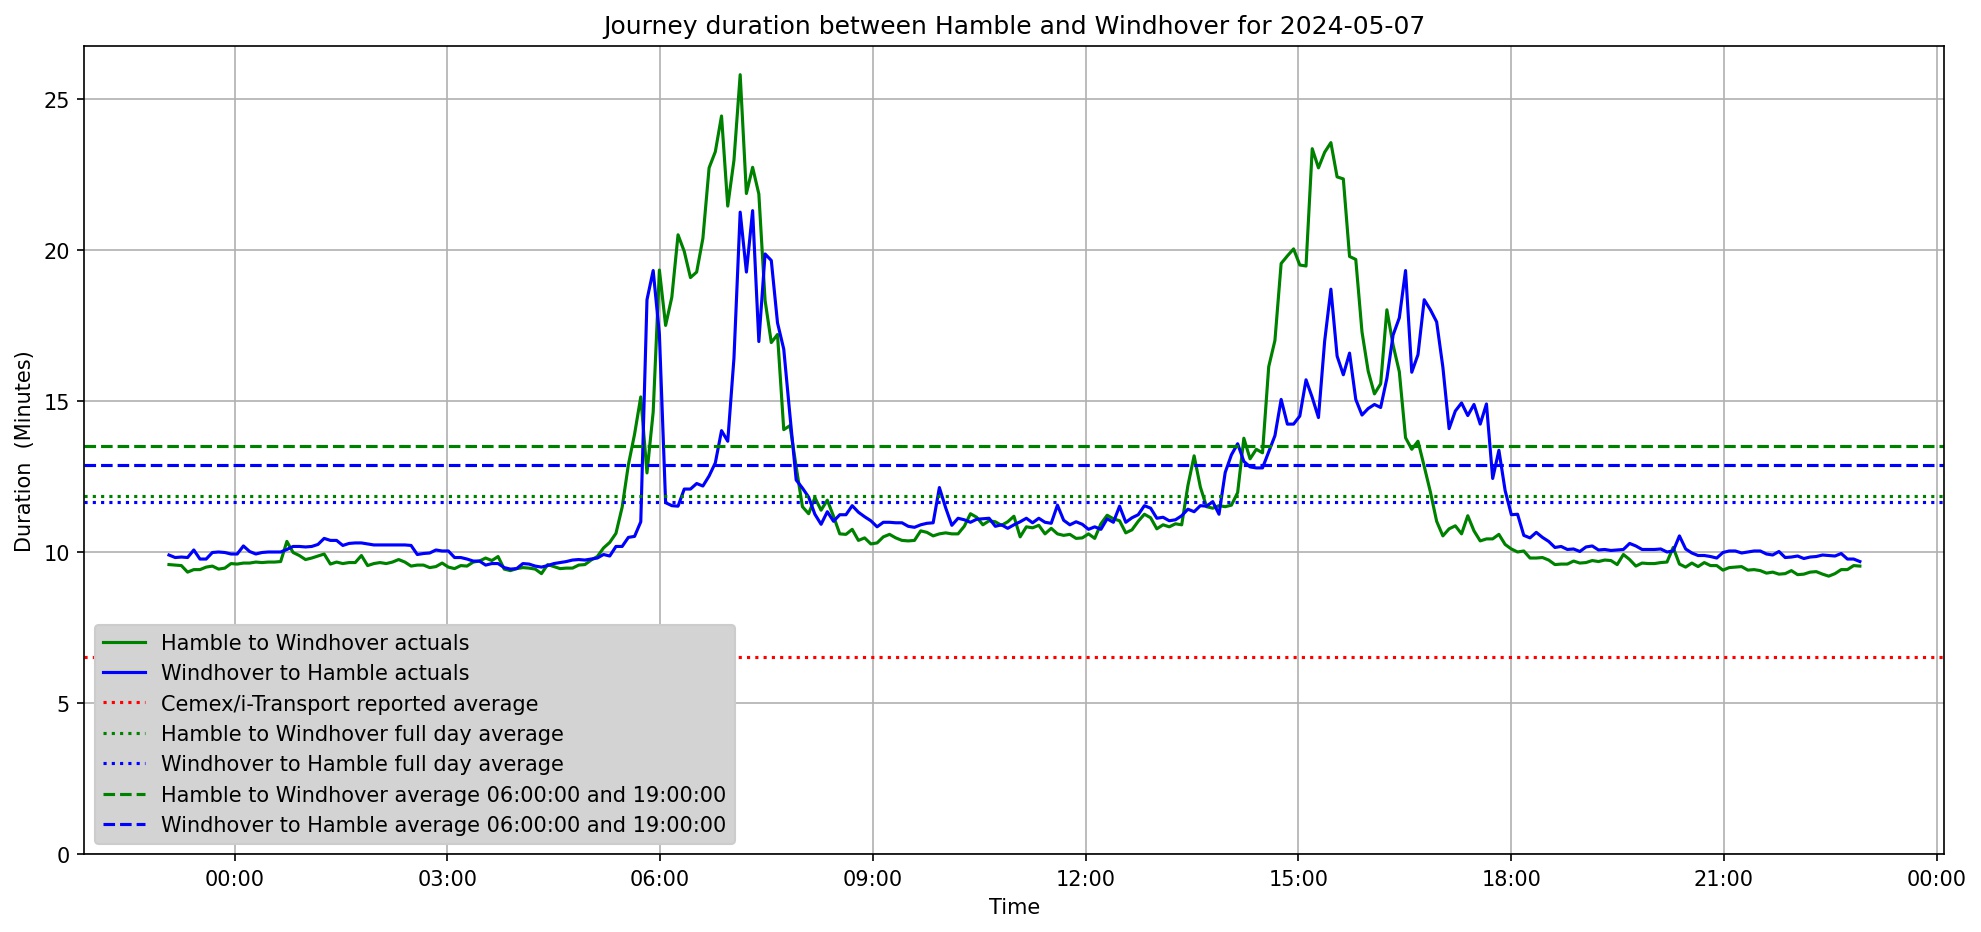 Journey duration between Hamble and Windhover for 2024-05-07
25
20
15
10
5
0
Duration (Minutes)
Hamble to Windhover actuals
Windhover to Hamble actuals
Cemex/i-Transport reported average
Hamble to Windhover full day average
Windhover to Hamble full day average
Hamble to Windhover average 06:00:00 and 19:00:00
Windhover to Hamble average 06:00:00 and 19:00:00
00:00 03:00 06:00 09:00 12:00 15:00 18:00 21:00 00:00
Time